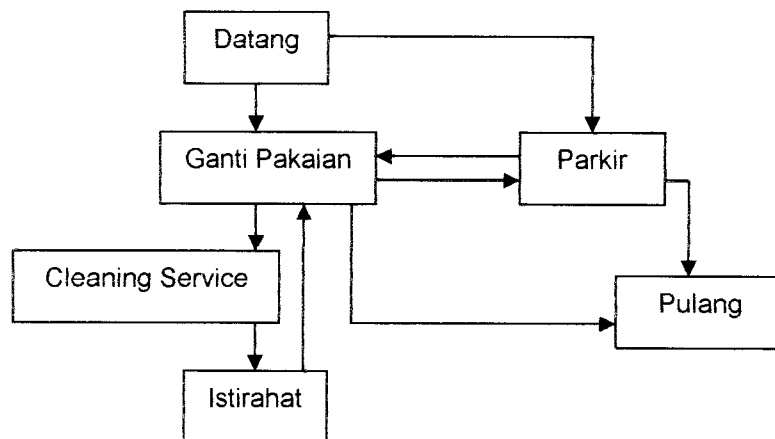 Datang
Ganti Pakaian
Parkir
Cleaning Service
Pulang
Istirahat